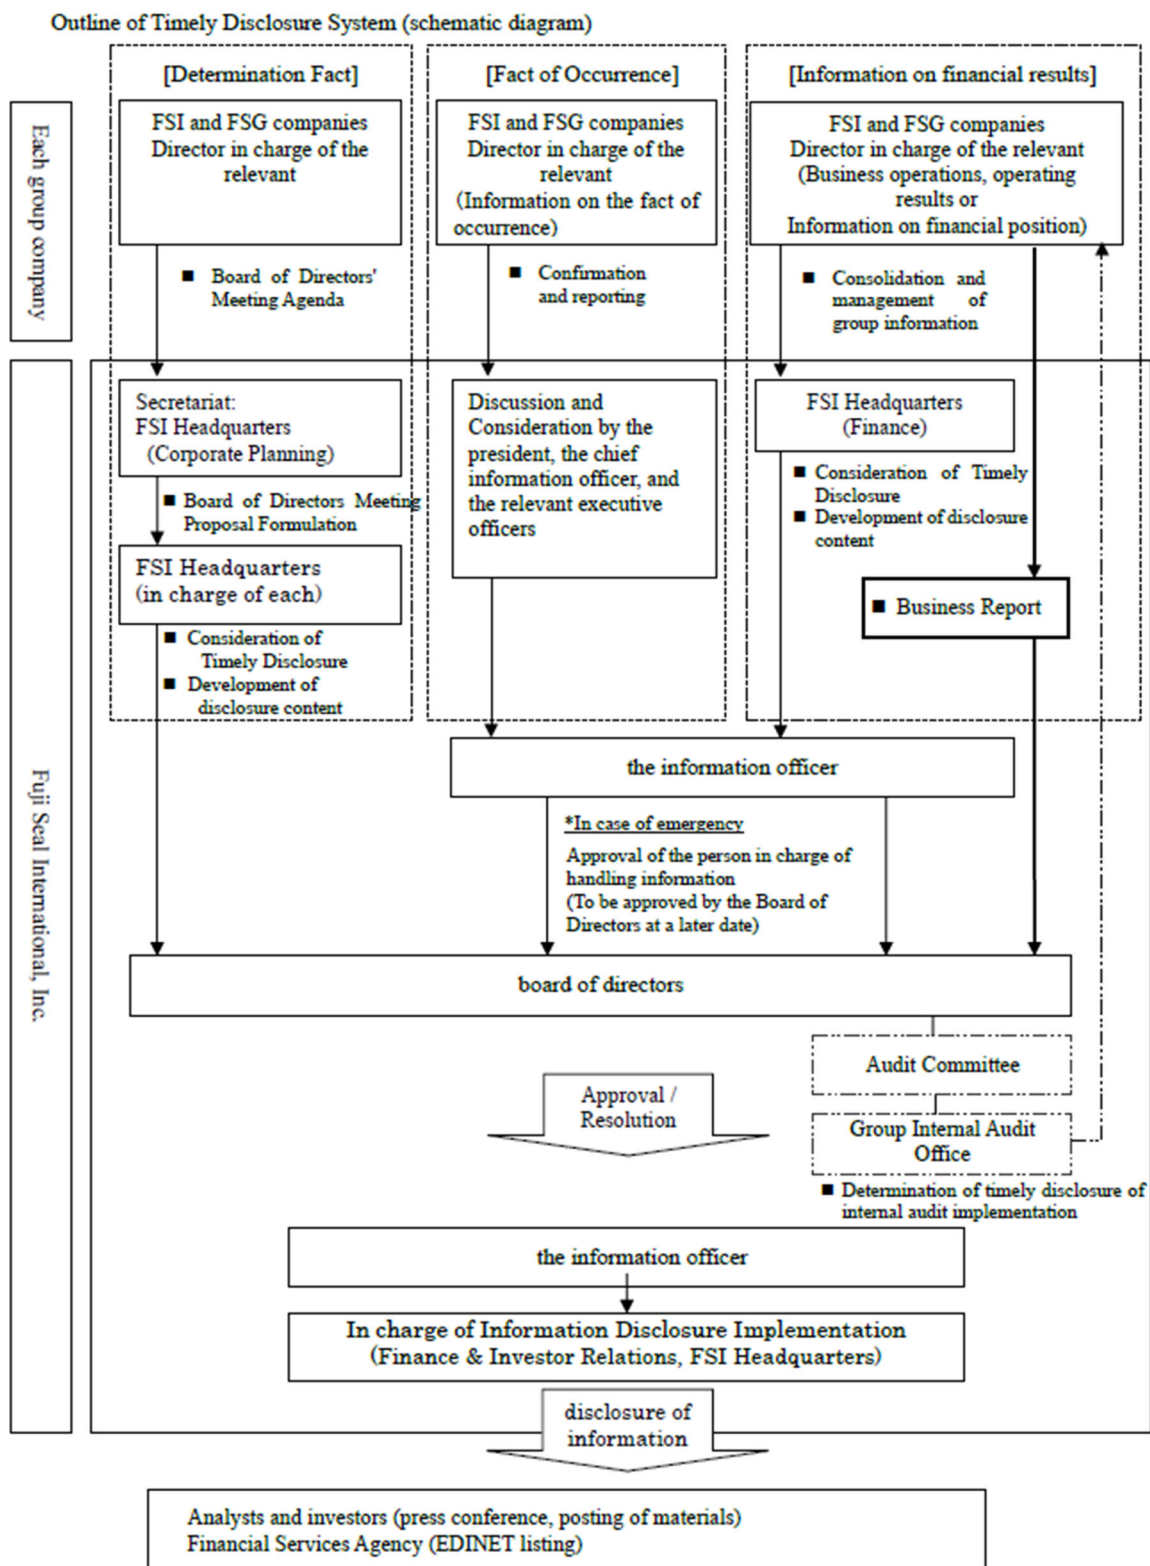 Outline of Timely Disclosure System (schematic diagram)
Each group company
[Determination Fact]
FSI and FSG companies
Director in charge of the
relevant
■ Board of Directors'
Meeting Agenda
[Fact of Occurrence]
FSI and FSG companies
Director in charge of the
relevant
(Information on the fact of
occurrence)
■ Confirmation
and reporting
[Information on financial results]
FSI and FSG companies
Director in charge of the relevant
(Business operations, operating
results or
Information on financial position)
■ Consolidation and
management of
group information
Fuji Seal International, Inc.
Secretariat:
FSI Headquarters
(Corporate Planning)
■ Board of Directors Meeting
Proposal Formulation
FSI Headquarters
(in charge of each)
■ Consideration of
Timely Disclosure
■ Development of
disclosure content
Discussion and
Consideration by the
president, the chief
information officer, and
the relevant executive
officers
FSI Headquarters
(Finance)
■ Consideration of Timely
Disclosure
■ Development of disclosure
content
■ Business Report
the information officer
*In case of emergency
Approval of the person in charge of
handling information
(To be approved by the Board of
Directors at a later date)
board of directors
Audit Committee
Approval /
Resolution
Group Internal Audit
Office
■ Determination of timely disclosure of
internal audit implementation
the information officer
In charge of Information Disclosure Implementation
(Finance & Investor Relations, FSI Headquarters)
disclosure of
information
Analysts and investors (press conference, posting of materials)
Financial Services Agency (EDINET listing)